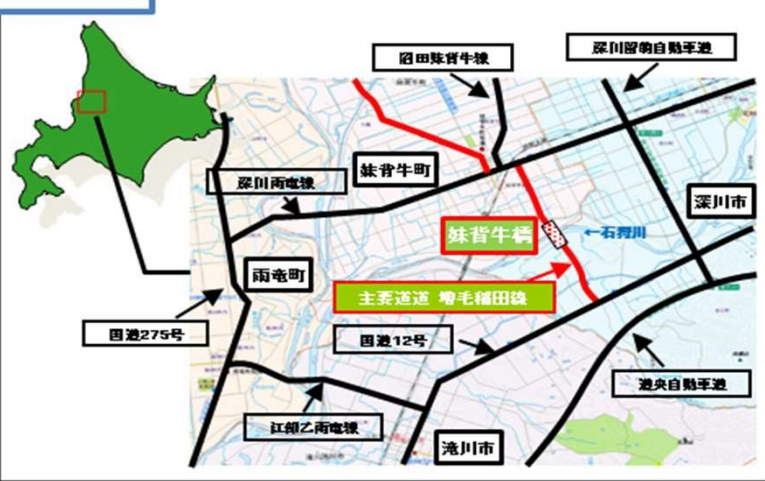 沼田妹背牛線
深川留萌自動車道
妹背牛町
深川雨竜線
深川市
妹背牛橋
←石狩川
雨竜町
主要道道 増毛稲田線
国道275号
国道12号
道央自動車道
江部乙雨竜線
滝川市